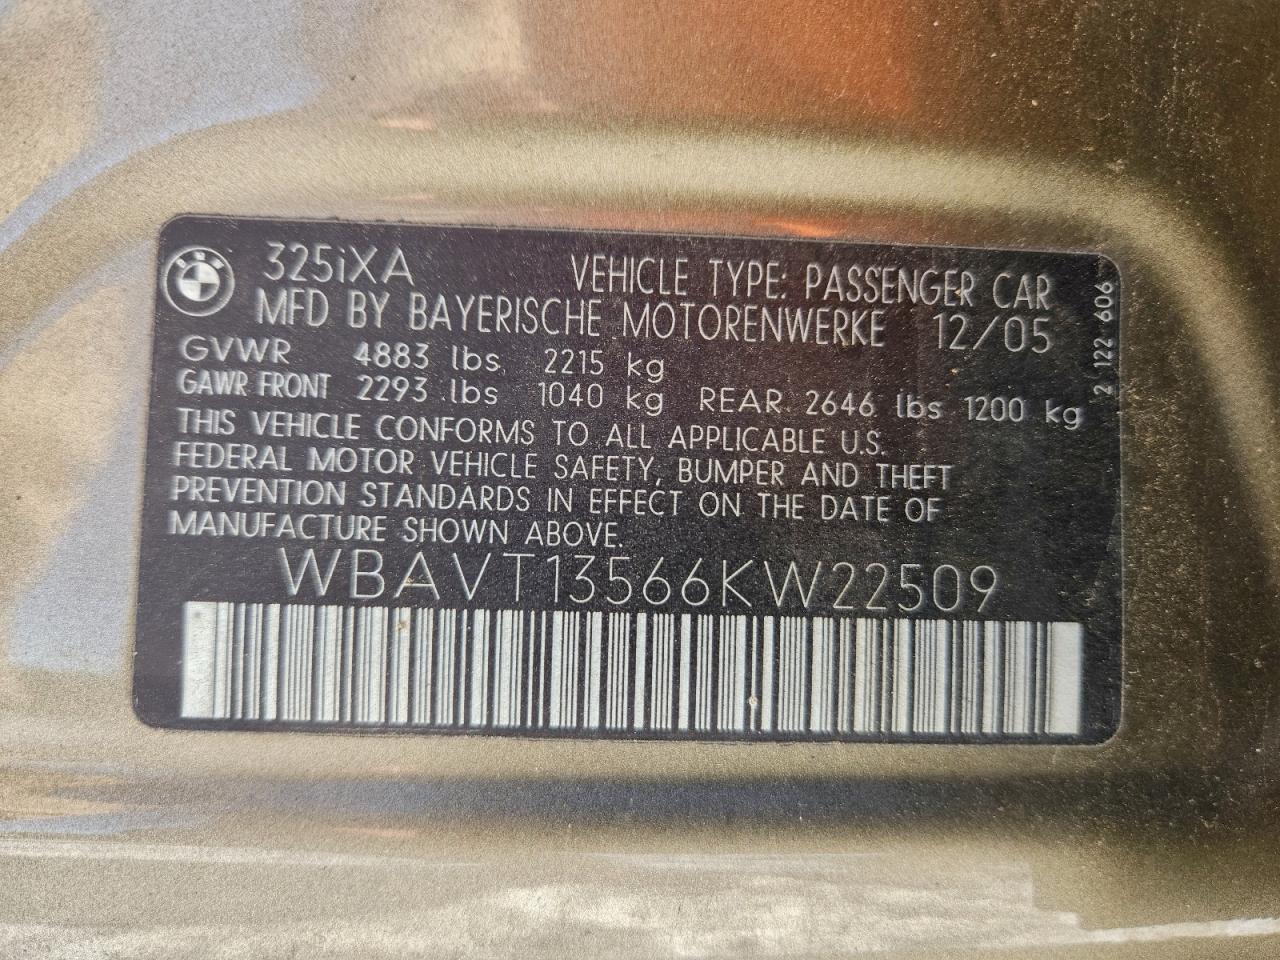 325iXA VEHICLE TYPE: PASSENGER CAR
MFD BY BAYERISCHE MOTORENWERKE 12/05
GVWR 4883 lbs 2215 kg
GAWR FRONT 2293 lbs 1040 kg REAR 2646 lbs 1200 kg
THIS VEHICLE CONFORMS TO ALL APPLICABLE U.S.
FEDERAL MOTOR VEHICLE SAFETY, BUMPER AND THEFT
PREVENTION STANDARDS IN EFFECT ON THE DATE OF
MANUFACTURE SHOWN ABOVE.
WBAVT13566KW22509
2 122 606